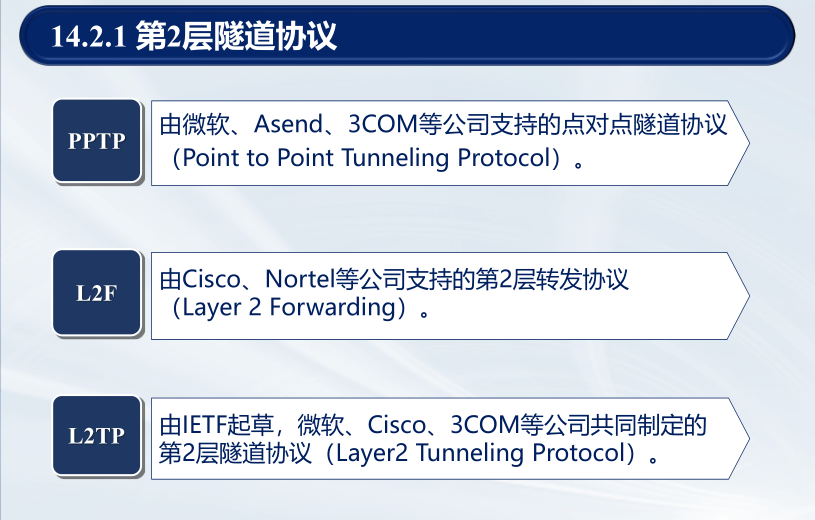 14.2.1 第2层隧道协议
PPTP
由微软、Asend、3COM等公司支持的点对点隧道协议
（Point to Point Tunneling Protocol）。
L2F
由Cisco、Nortel等公司支持的第2层转发协议
（Layer 2 Forwarding）。
L2TP
由IETF起草，微软、Cisco、3COM等公司共同制定的
第2层隧道协议（Layer2 Tunneling Protocol）。